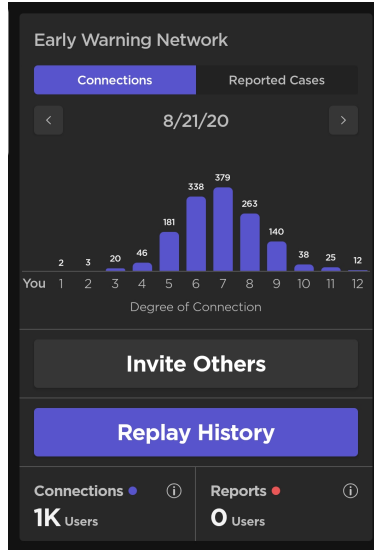 Early Warning Network
Connections Reported Cases
8/21/20
2 3 20 46 181 338 379 263 140 38 25 12
You 1 2 3 4 5 6 7 8 9 10 11 12
Degree of Connection
Invite Others
Replay History
Connections Reports
1K Users 0 Users